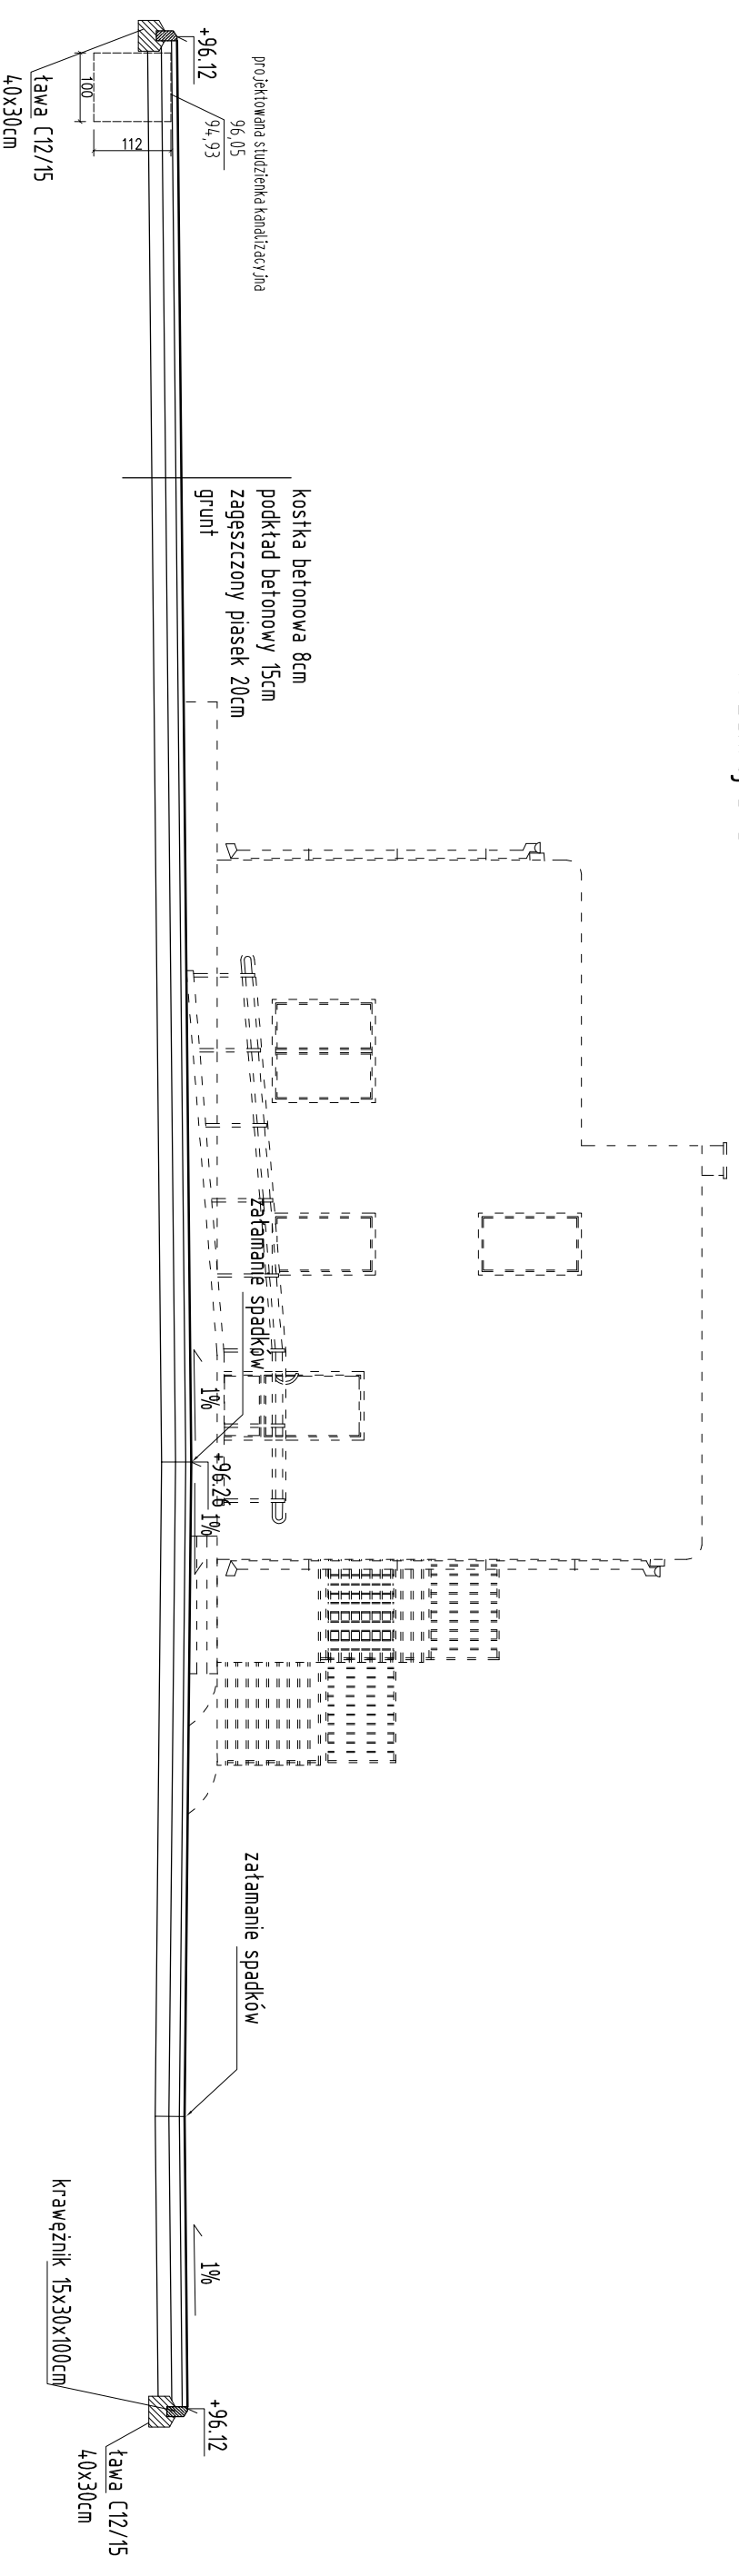 +96.12
projektowana studzienka kanalizacyjna
96,05
94,93
100
112
ława C12/15
40x30cm
kostka betonowa 8cm
podkład betonowy 15cm
zagęszczony piasek 20cm
grunt
załamanie spadków
1%
+96.26
1%
załamanie spadków
1%
krawężnik 15x30x100cm
+96.12
ława C12/15
40x30cm